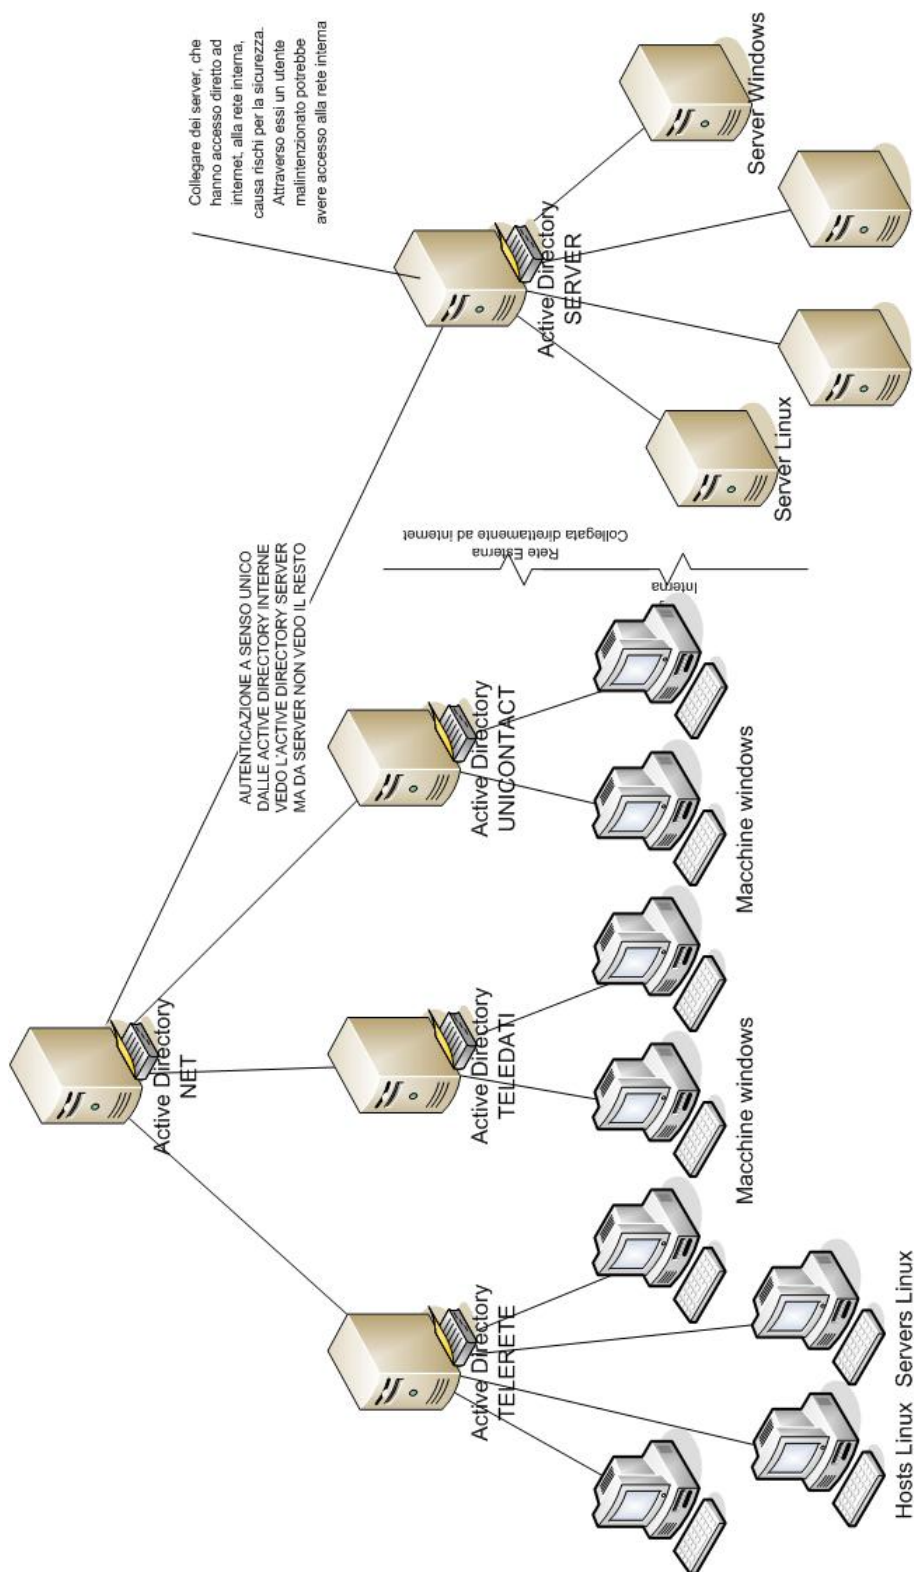 Collegare dei server, che
hanno accesso diretto ad
internet, alla rete interna,
causa rischi per la sicurezza.
Attraverso essi un utente
malintenzionato potrebbe
avere accesso alla rete interna
AUTENTICAZIONE A SENSO UNICO
DALLE ACTIVE DIRECTORY INTERNE
VEDO L'ACTIVE DIRECTORY SERVER
MA DA SERVER NON VEDO IL RESTO
Active Directory
NET
Active Directory
TELERETE
Active Directory
TELEDATI
Active Directory
UNICONTACT
Active Directory
SERVER
Rete Esterna
Collegata direttamente ad internet
Interna
Hosts Linux
Servers Linux
Macchine windows
Macchine windows
Server Linux
Server Windows